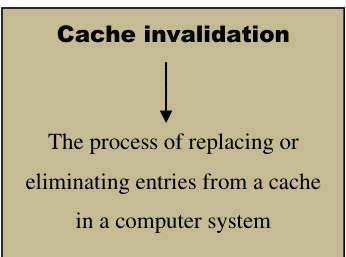 Cache invalidation
The process of replacing or
eliminating entries from a cache
in a computer system